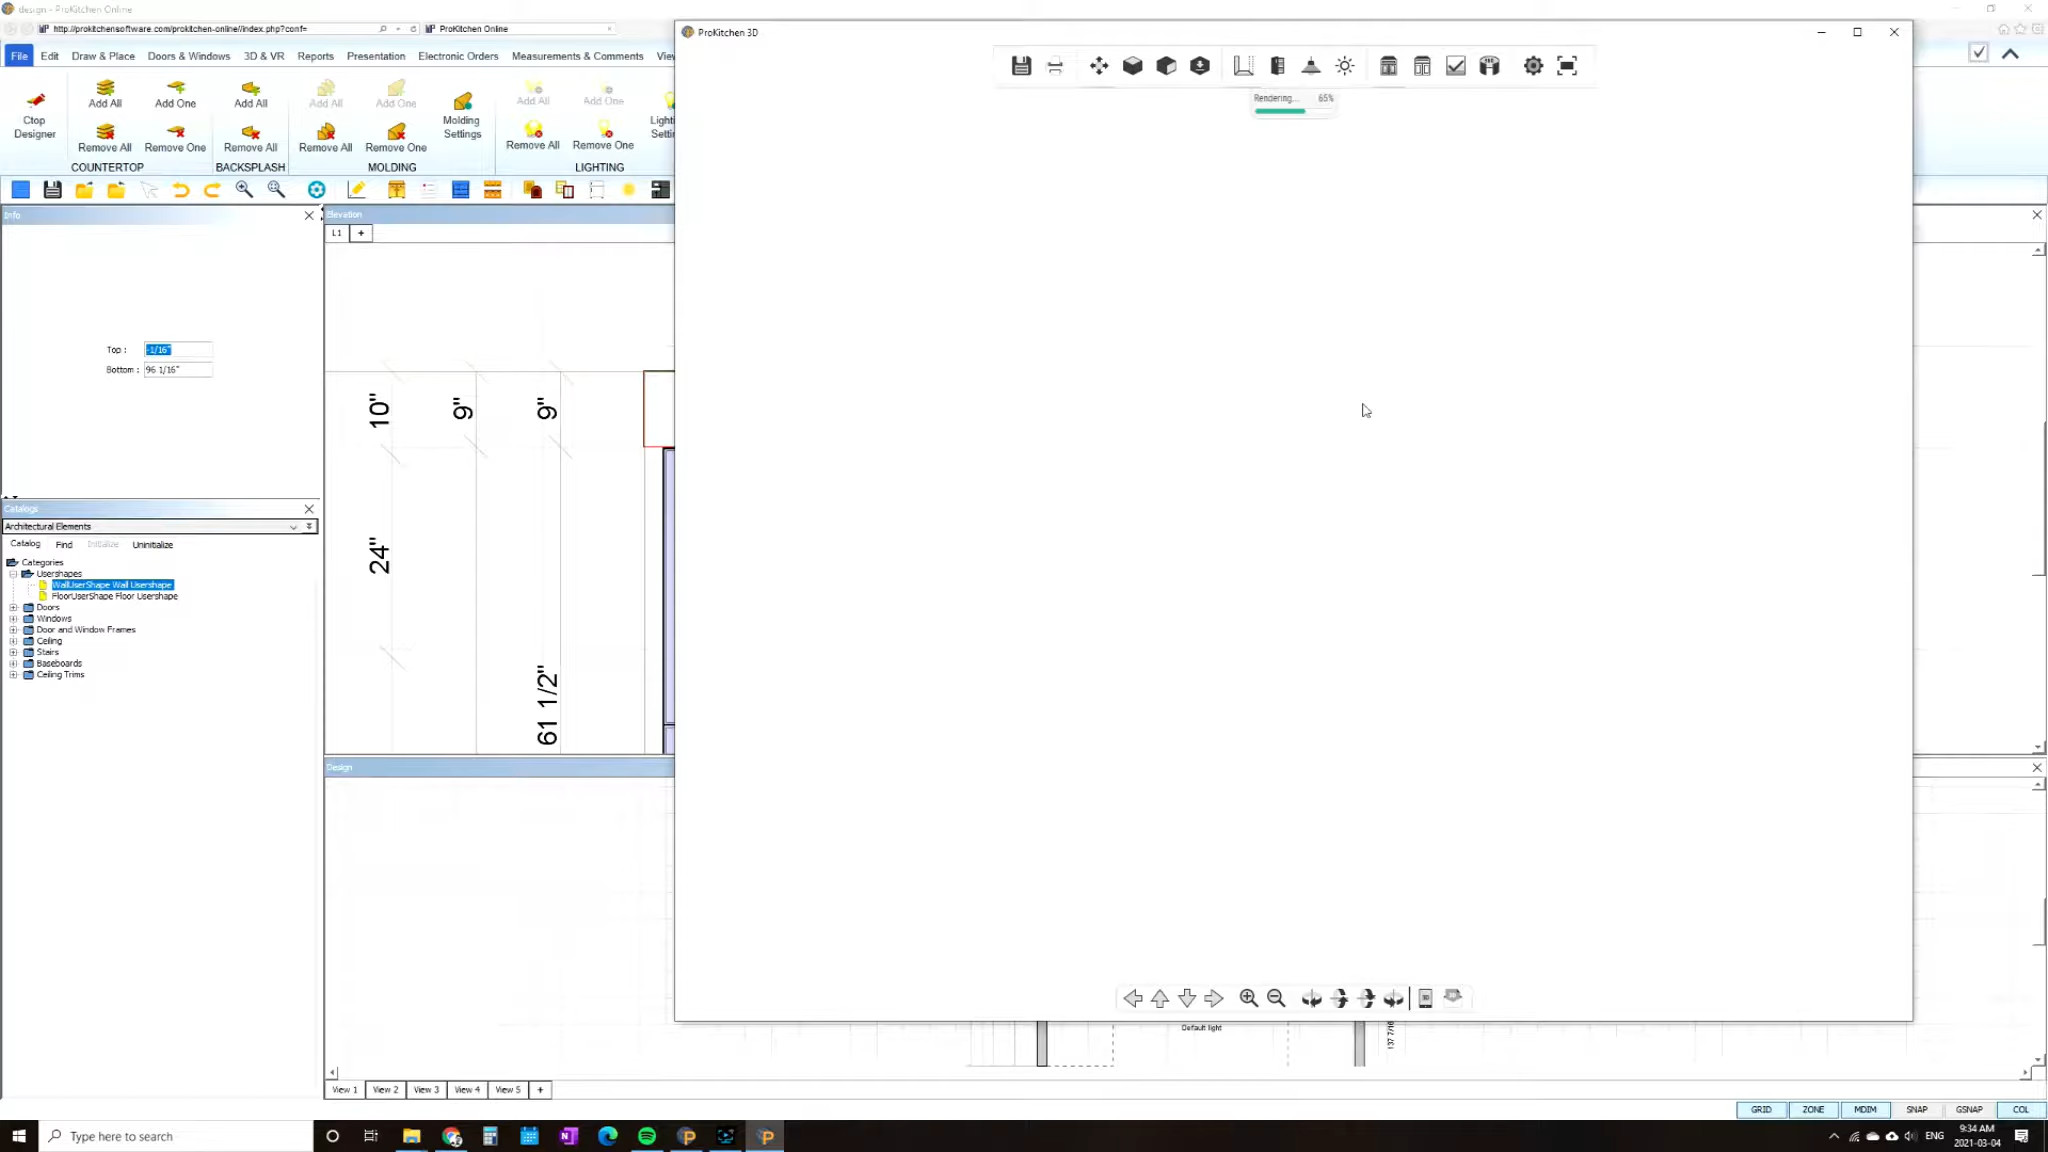 design - ProKitchen Online
http://prokitchensoftware.com/prokitchen-online//index.php?conf=
ProKitchen Online
File Edit Draw & Place Doors & Windows 3D & VR Reports Presentation Electronic Orders Measurements & Comments
Ctop Designer
Add All
Add One
Remove All
Remove One
COUNTERTOP
Add All
Remove All
BACKSPLASH
Add All
Add One
Remove All
Remove One
Molding Settings
MOLDING
Add All
Add One
Remove All
Remove One
LIGHTING
Info
Top : -1/16"
Bottom : 96 1/16"
Catalogs
Architectural Elements
Catalog Find Initialize Uninitialize
Categories
Usershapes
WallUserShape Wall Usershape
FloorUserShape Floor Usershape
Doors
Windows
Door and Window Frames
Ceiling
Stairs
Baseboards
Ceiling Trims
Elevation
L1 +
10"
9"
9"
24"
61 1/2"
Design
ProKitchen 3D
Rendering... 65%
Default light
137 7/16
View 1 View 2 View 3 View 4 View 5 +
GRID ZONE MDIM SNAP GSNAP COL
Type here to search
ENG
9:34 AM
2021-03-04